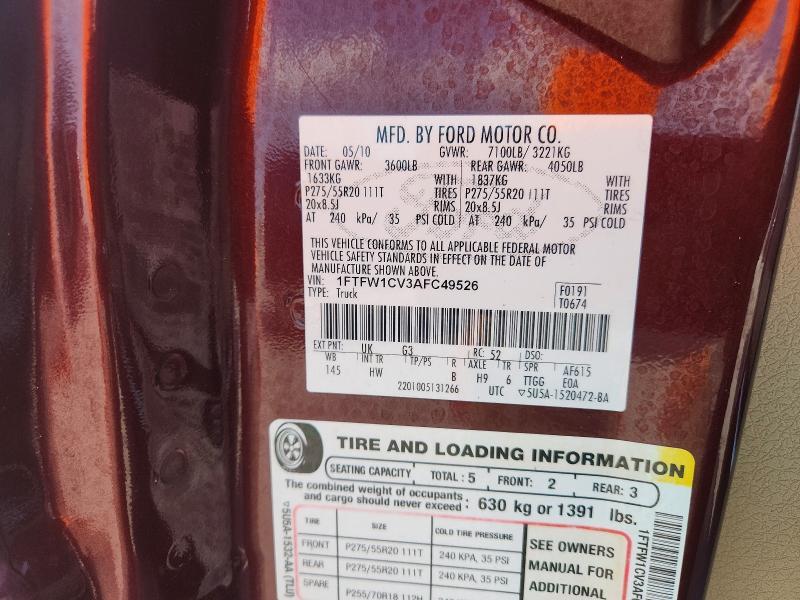 MFD. BY FORD MOTOR CO.
DATE: 05/10 GVWR: 7100LB/ 3221KG
FRONT GAWR: 3600LB REAR GAWR: 4050LB
1633KG WITH 1837KG WITH
P275/55R20 111T TIRES P275/55R20 111T TIRES
20x8.5J RIMS 20x8.5J RIMS
AT 240 kPa/ 35 PSI COLD AT 240 kPa/ 35 PSI COLD
THIS VEHICLE CONFORMS TO ALL APPLICABLE FEDERAL MOTOR
VEHICLE SAFETY STANDARDS IN EFFECT ON THE DATE OF
MANUFACTURE SHOWN ABOVE.
VIN: 1FTFW1CV3AFC49526 F0191
TYPE: Truck T0674
EXT PNT: UK G3 RC: 52 DSO:
WB INT TR TP/PS R AXLE TR SPR AF615
145 HW B H9 6 TTGG E0A
2201005131266 UTC ▽5U5A-1520472-BA
TIRE AND LOADING INFORMATION
SEATING CAPACITY TOTAL: 5 FRONT: 2 REAR: 3
The combined weight of occupants
and cargo should never exceed: 630 kg or 1391 lbs.
TIRE SIZE COLD TIRE PRESSURE
FRONT P275/55R20 111T 240 KPA, 35 PSI
REAR P275/55R20 111T 240 KPA, 35 PSI
SPARE P255/70R18 112H
SEE OWNERS
MANUAL FOR
ADDITIONAL
▽5U5A-1532-AA (TLU)
1FTFW1CV3AF